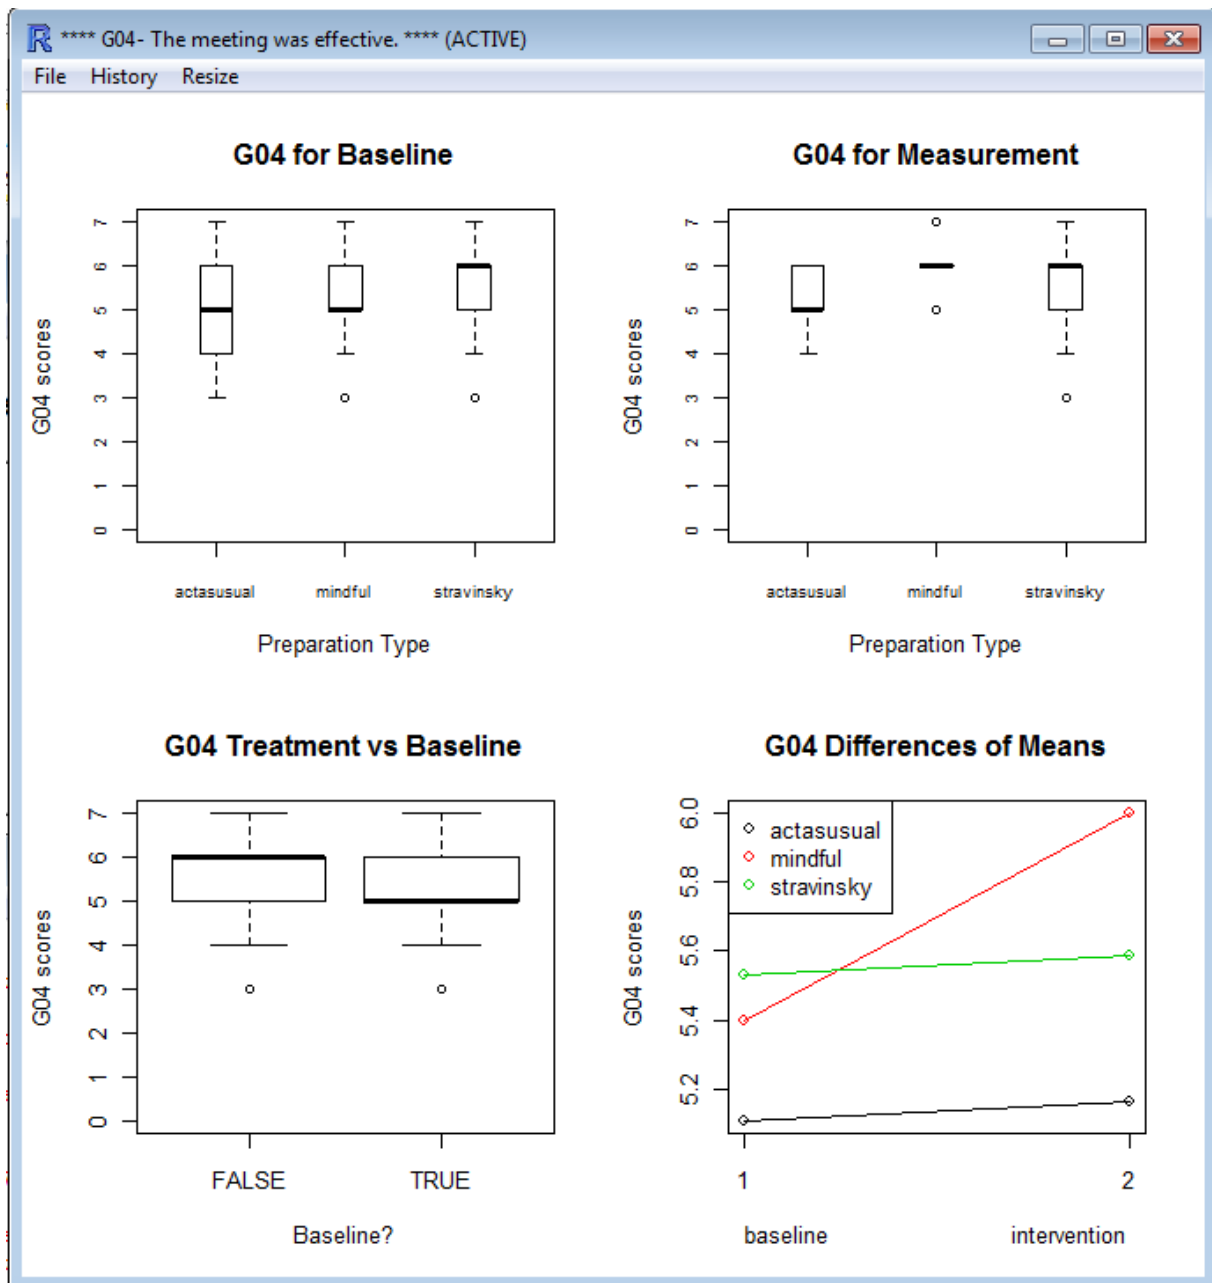 **** G04- The meeting was effective. **** (ACTIVE)
File History Resize
G04 for Baseline
G04 scores
7
6
5
4
3
2
1
0
actasusual mindful stravinsky
Preparation Type
G04 for Measurement
G04 scores
7
6
5
4
3
2
1
0
actasusual mindful stravinsky
Preparation Type
G04 Treatment vs Baseline
G04 scores
7
6
5
4
3
2
1
0
FALSE TRUE
Baseline?
G04 Differences of Means
G04 scores
6.0
5.8
5.6
5.4
5.2
actasusual
mindful
stravinsky
1 2
baseline intervention